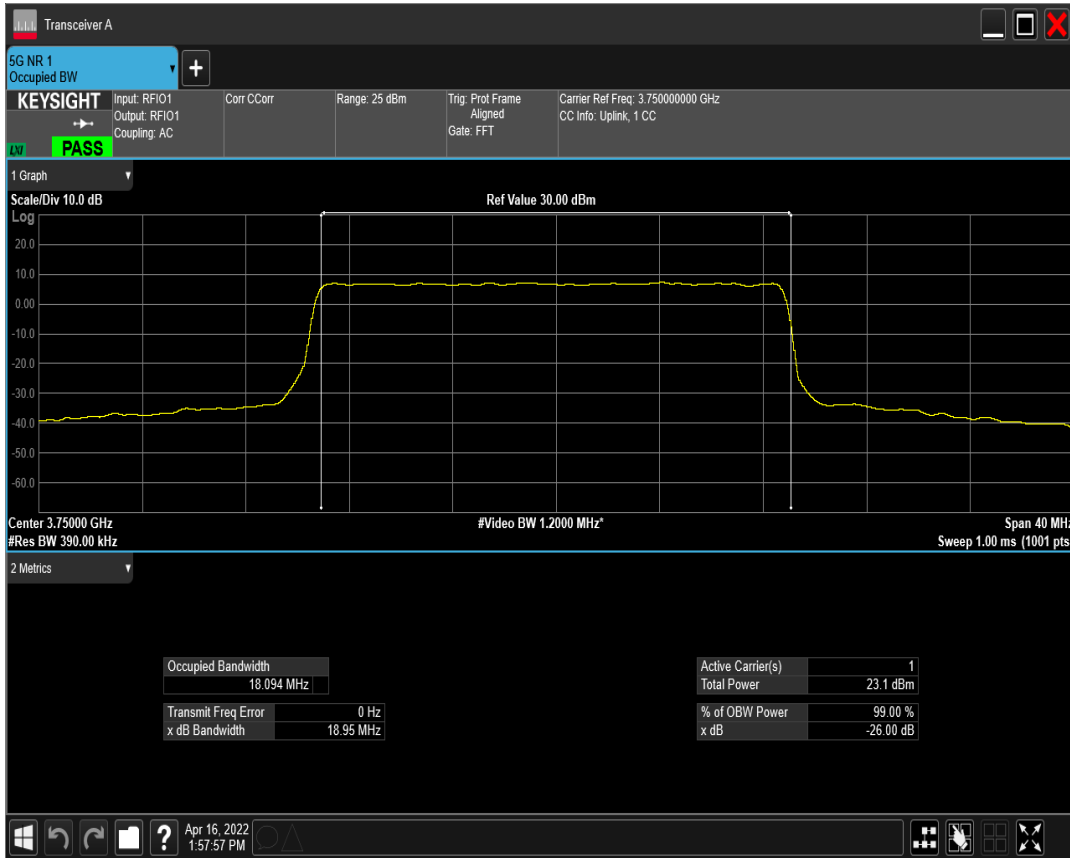 Transceiver A
5G NR 1
Occupied BW
+
KEYSIGHT
LXI
PASS
Input: RFIO1
Output: RFIO1
Coupling: AC
Corr CCorr
Range: 25 dBm
Trig: Prot Frame
Aligned
Gate: FFT
Carrier Ref Freq: 3.750000000 GHz
CC Info: Uplink, 1 CC
1 Graph
Scale/Div 10.0 dB
Ref Value 30.00 dBm
Log
20.0
10.0
0.00
-10.0
-20.0
-30.0
-40.0
-50.0
-60.0
Center 3.75000 GHz
#Video BW 1.2000 MHz*
Span 40 MHz
#Res BW 390.00 kHz
Sweep 1.00 ms (1001 pts
2 Metrics
Occupied Bandwidth
18.094 MHz
Transmit Freq Error 0 Hz
x dB Bandwidth 18.95 MHz
Active Carrier(s) 1
Total Power 23.1 dBm
% of OBW Power 99.00 %
x dB -26.00 dB
?
Apr 16, 2022
1:57:57 PM